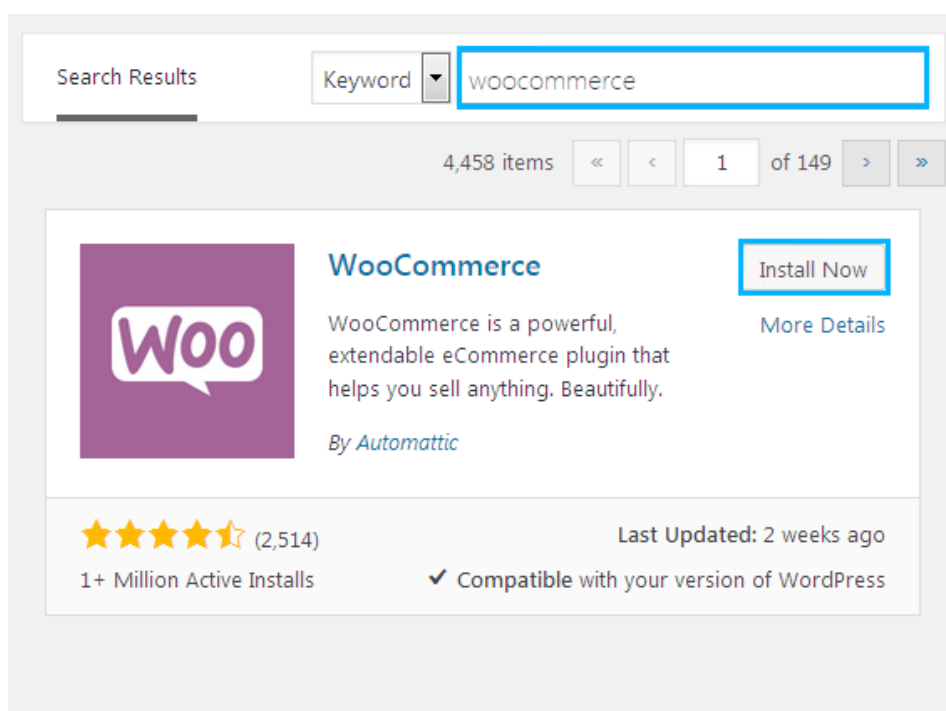 Search Results Keyword woocommerce
4,458 items « ‹ 1 of 149 › »
WooCommerce Install Now
More Details
WooCommerce is a powerful,
extendable eCommerce plugin that
helps you sell anything. Beautifully.
By Automattic
WOO
(2,514) Last Updated: 2 weeks ago
1+ Million Active Installs ✔ Compatible with your version of WordPress